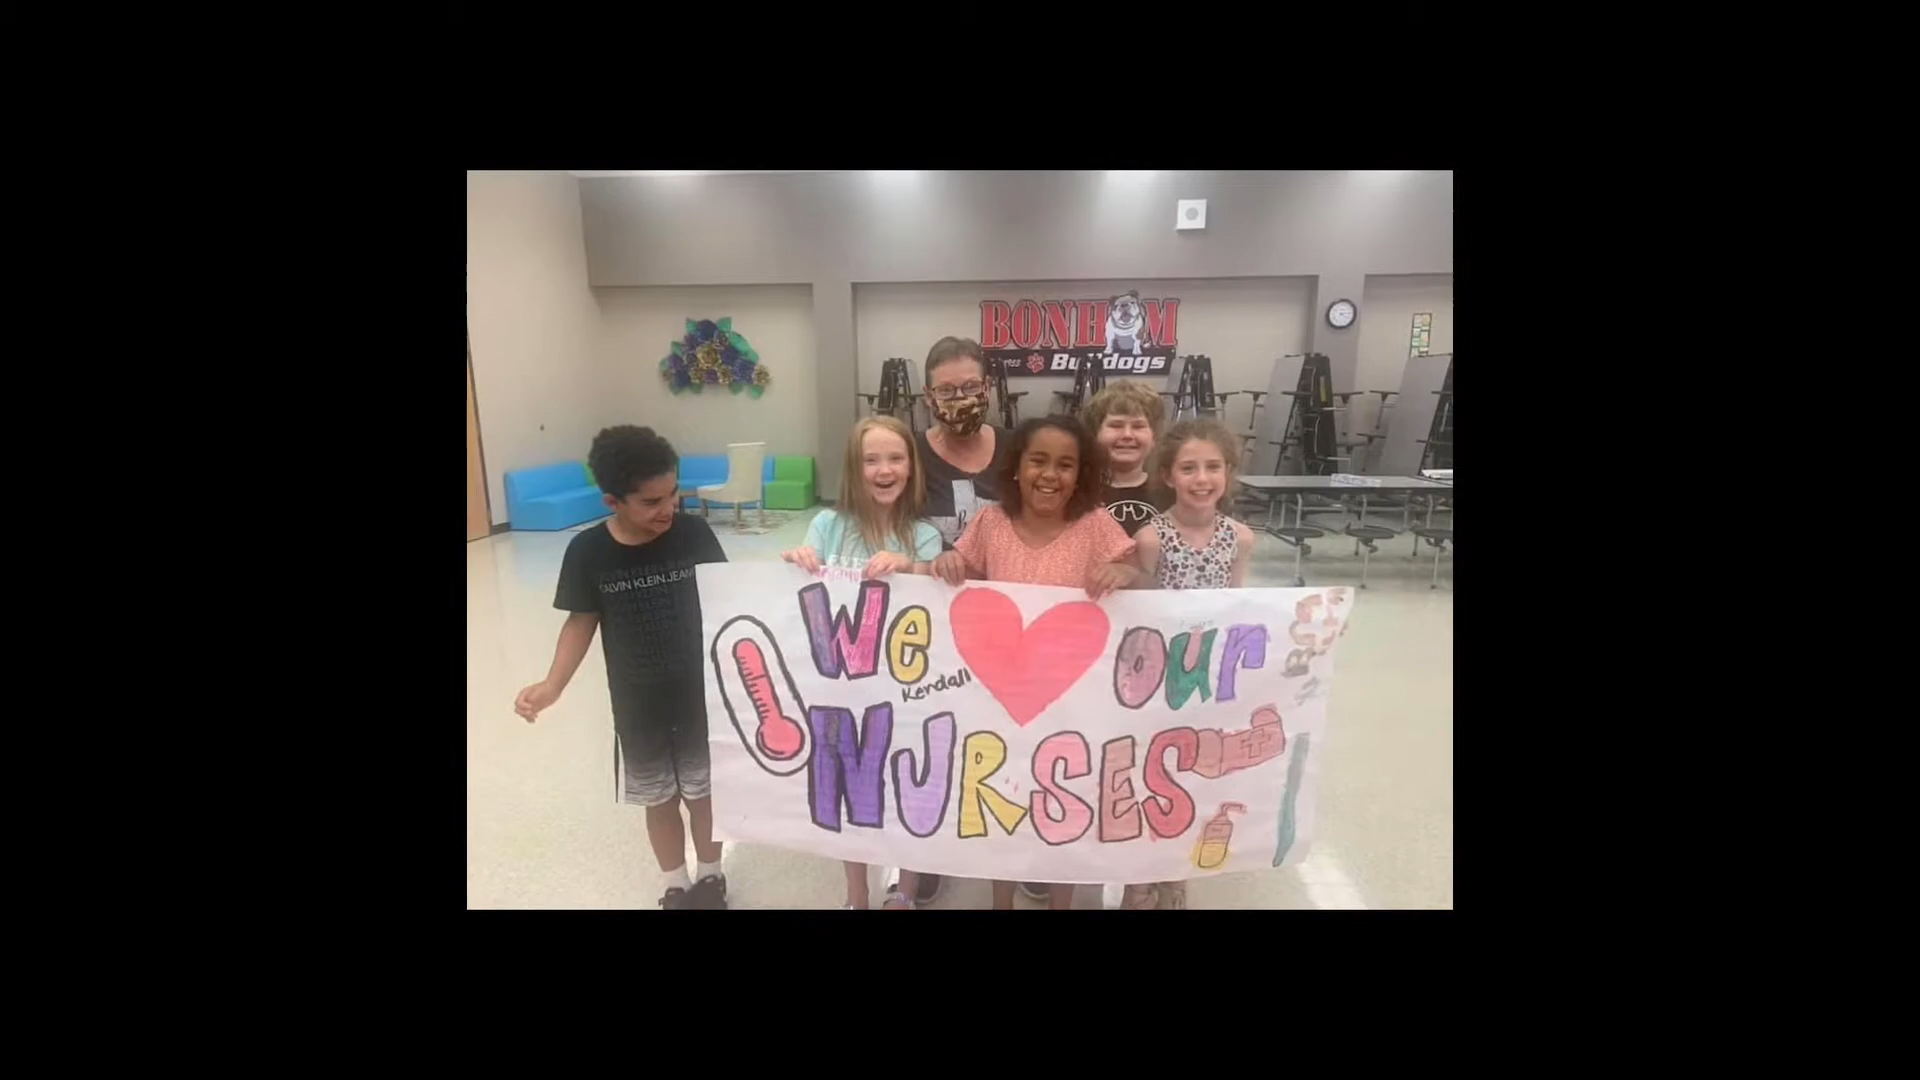 BONHAM
Bulldogs
CALVIN KLEIN JEANS
We our
Kendall
NURSES